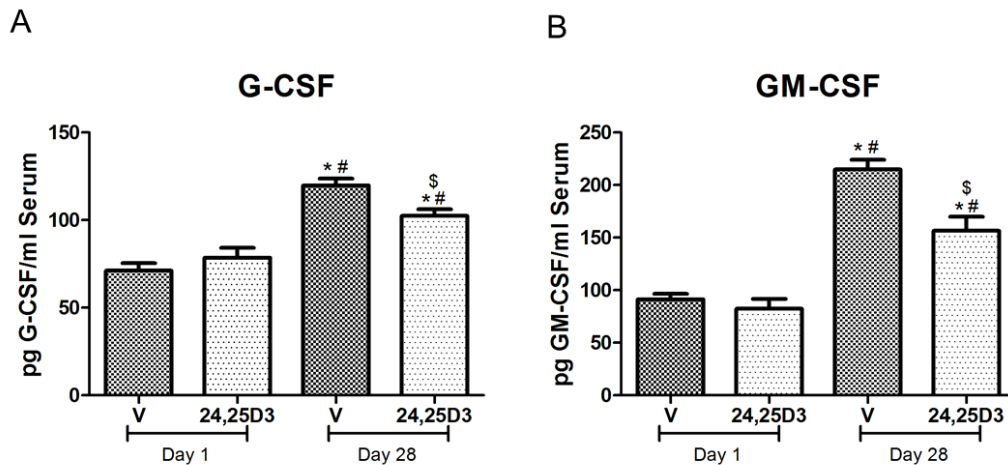 A
G-CSF
pg G-CSF/ml Serum
150
100
50
0
* #
$
* #
V
24,25D3
V
24,25D3
Day 1
Day 28
B
GM-CSF
pg GM-CSF/ml Serum
250
200
150
100
50
0
* #
$
* #
V
24,25D3
V
24,25D3
Day 1
Day 28